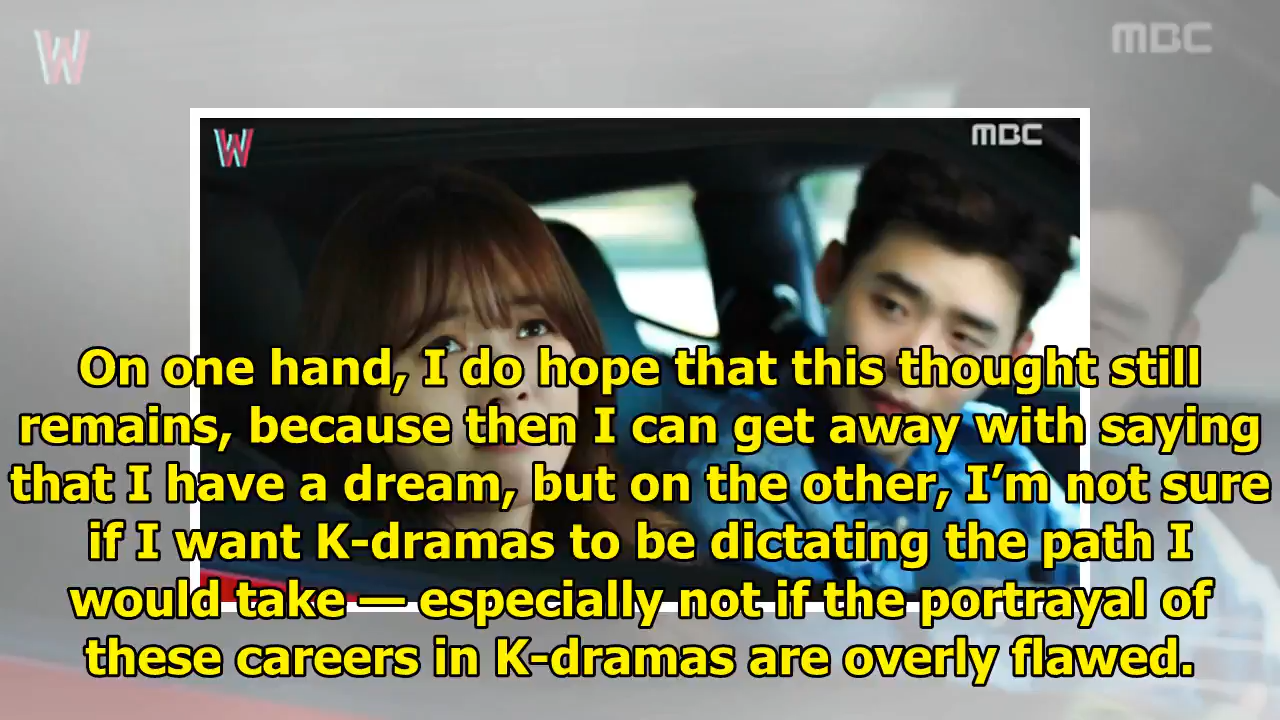 W
MBC
W
MBC
On one hand, I do hope that this thought still
remains, because then I can get away with saying
that I have a dream, but on the other, I’m not sure
if I want K-dramas to be dictating the path I
would take — especially not if the portrayal of
these careers in K-dramas are overly flawed.